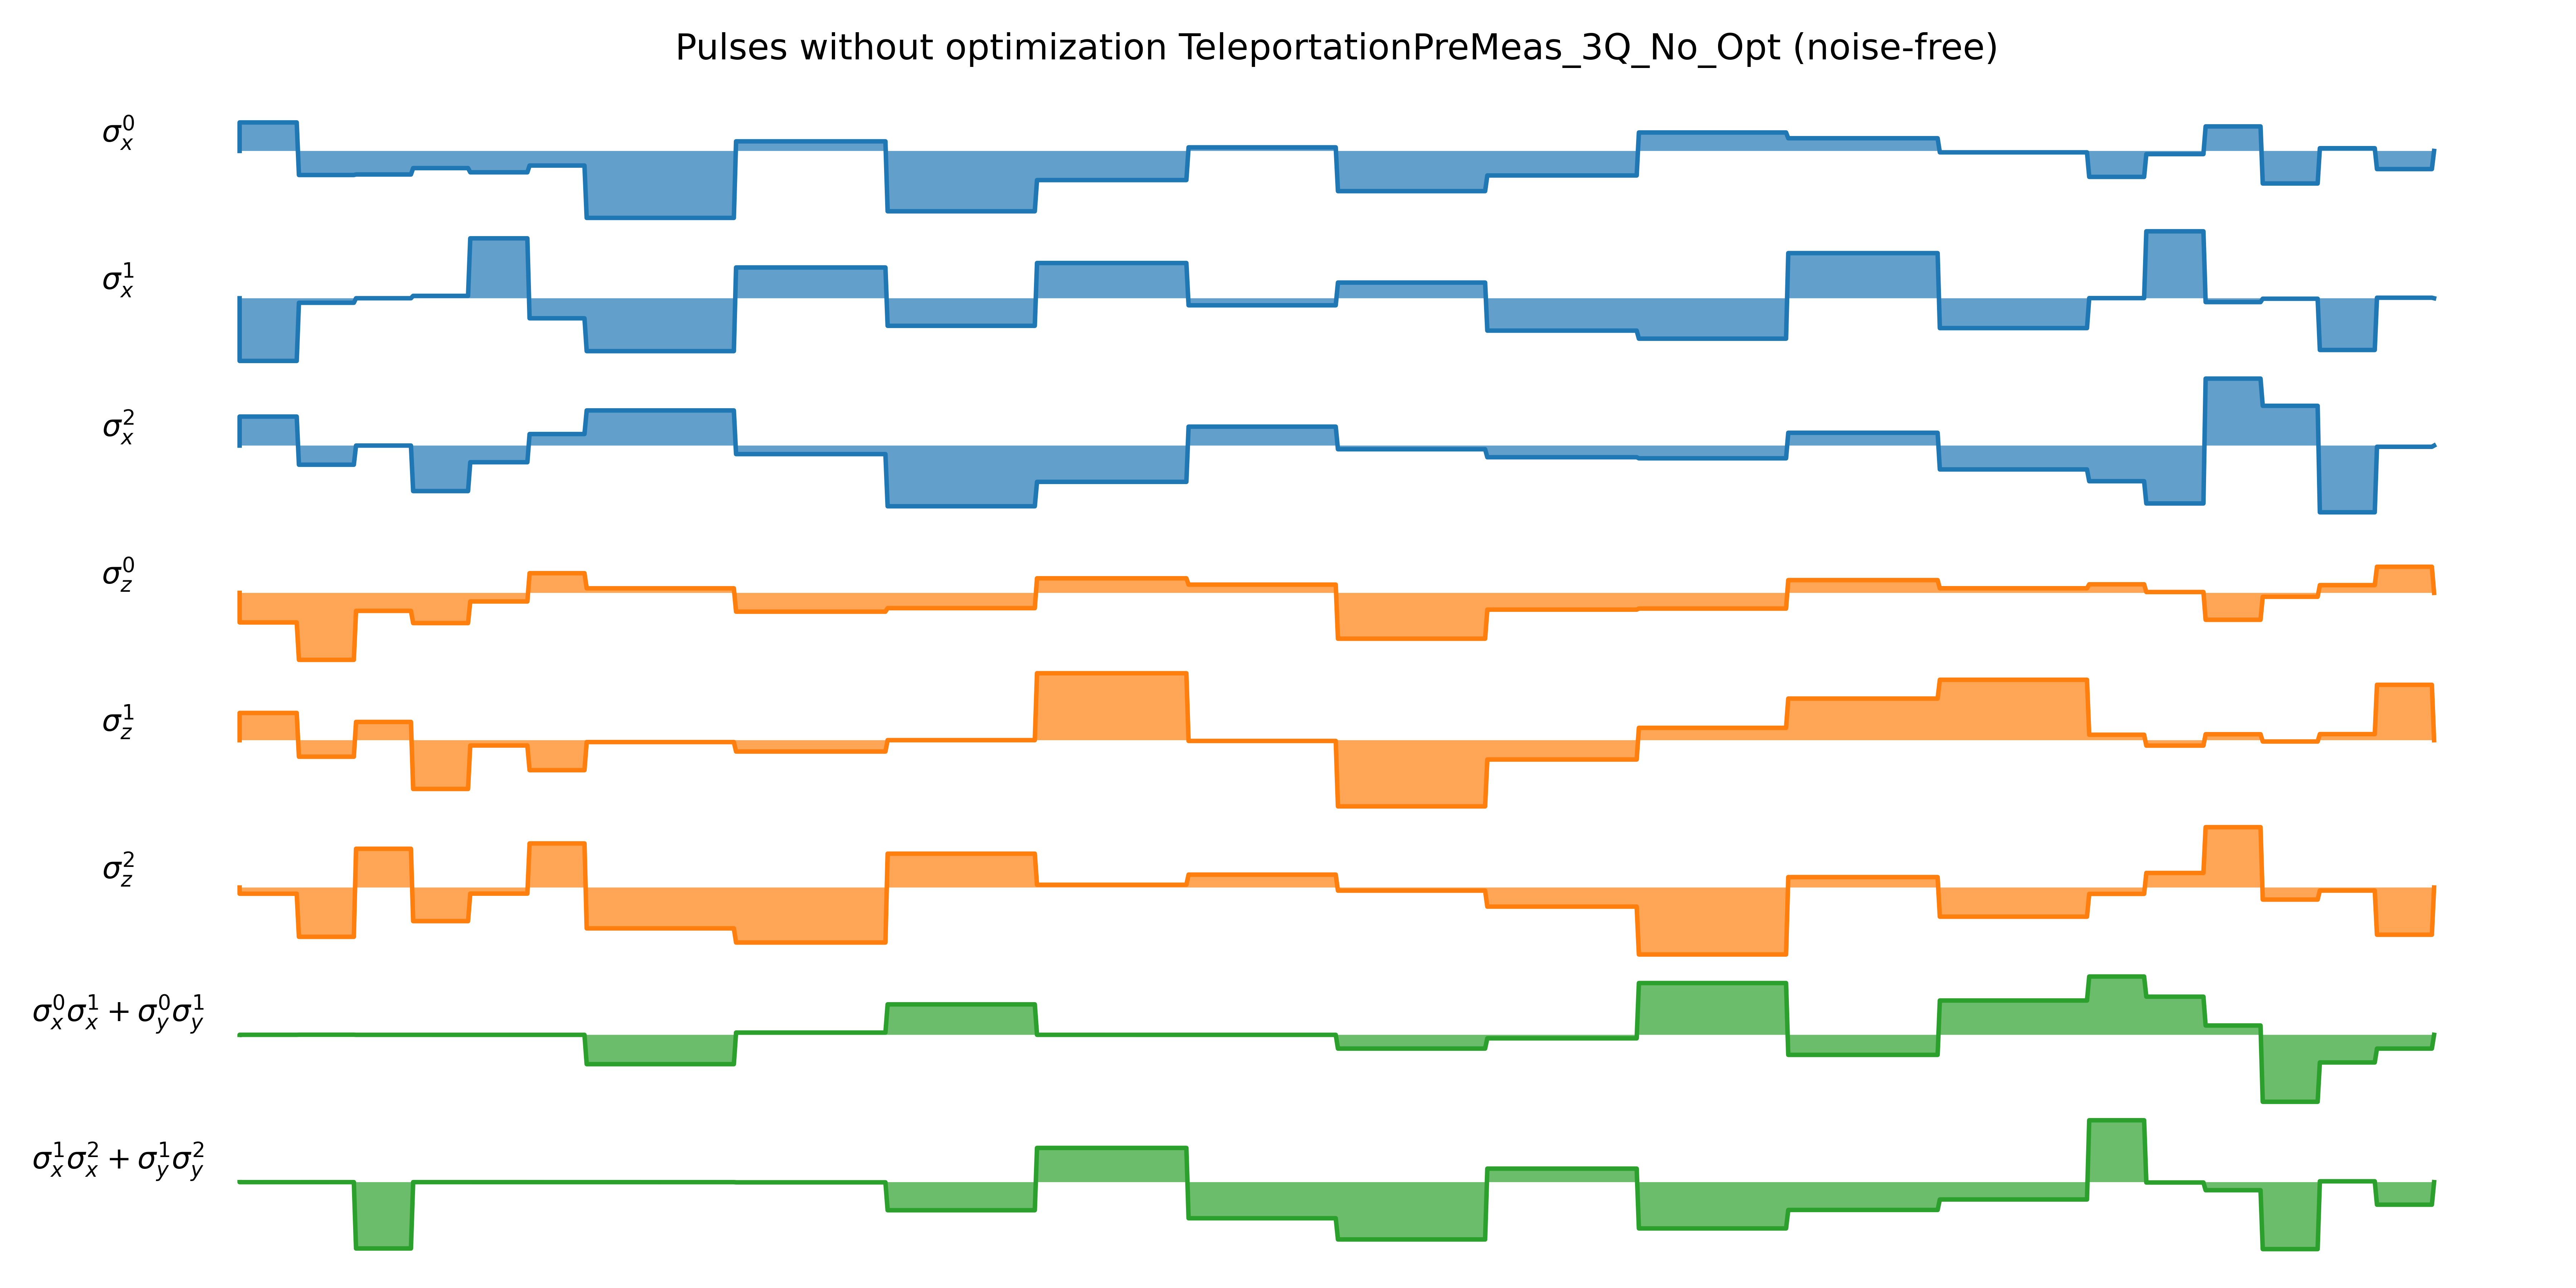 Pulses without optimization TeleportationPreMeas_3Q_No_Opt (noise-free)
σ_x^0
σ_x^1
σ_x^2
σ_z^0
σ_z^1
σ_z^2
σ_x^0σ_x^1 + σ_y^0σ_y^1
σ_x^1σ_x^2 + σ_y^1σ_y^2